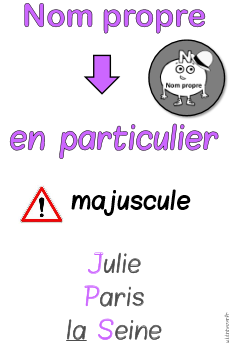 Nom propre
N
Nom propre
en particulier
! majuscule
Julie
Paris
la Seine